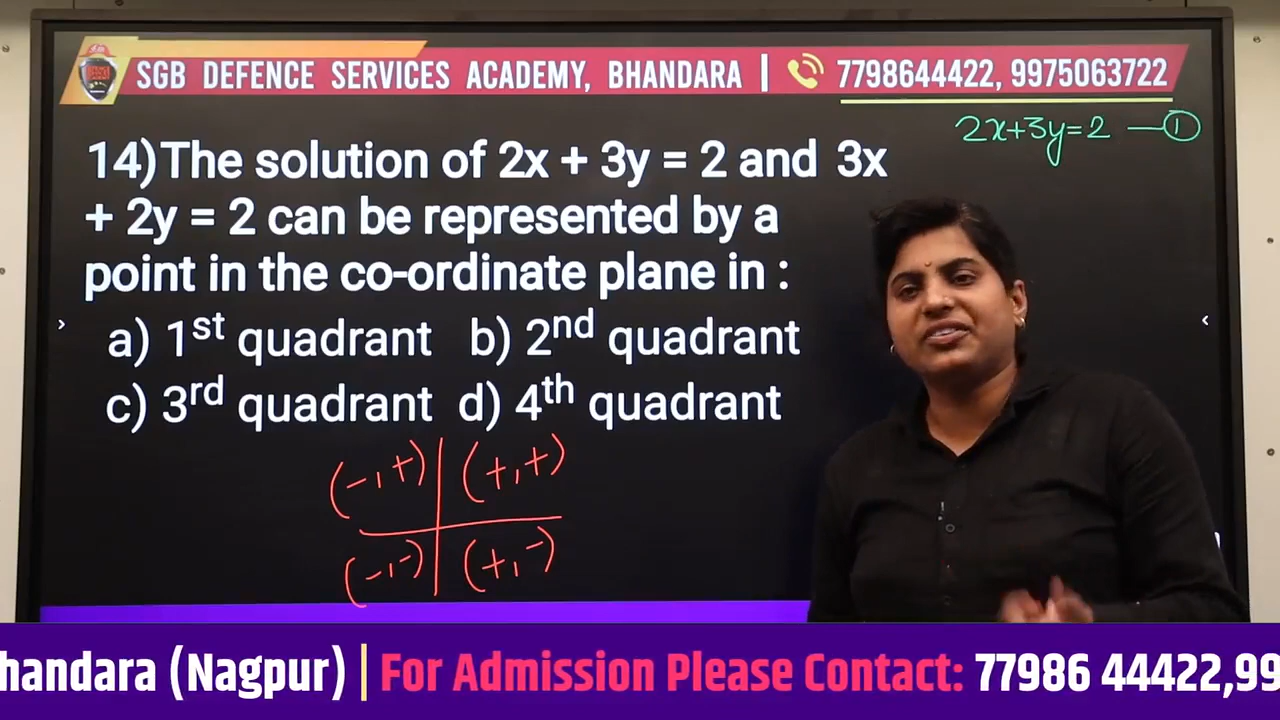 SGB DEFENCE SERVICES ACADEMY, BHANDARA | 7798644422, 9975063722
2x+3y=2 —①
14)The solution of 2x + 3y = 2 and 3x
+ 2y = 2 can be represented by a
point in the co-ordinate plane in :
a) 1st quadrant b) 2nd quadrant
c) 3rd quadrant d) 4th quadrant
(-,+) (+,+)
(-,-) (+,-)
handara (Nagpur) | For Admission Please Contact: 77986 44422,99